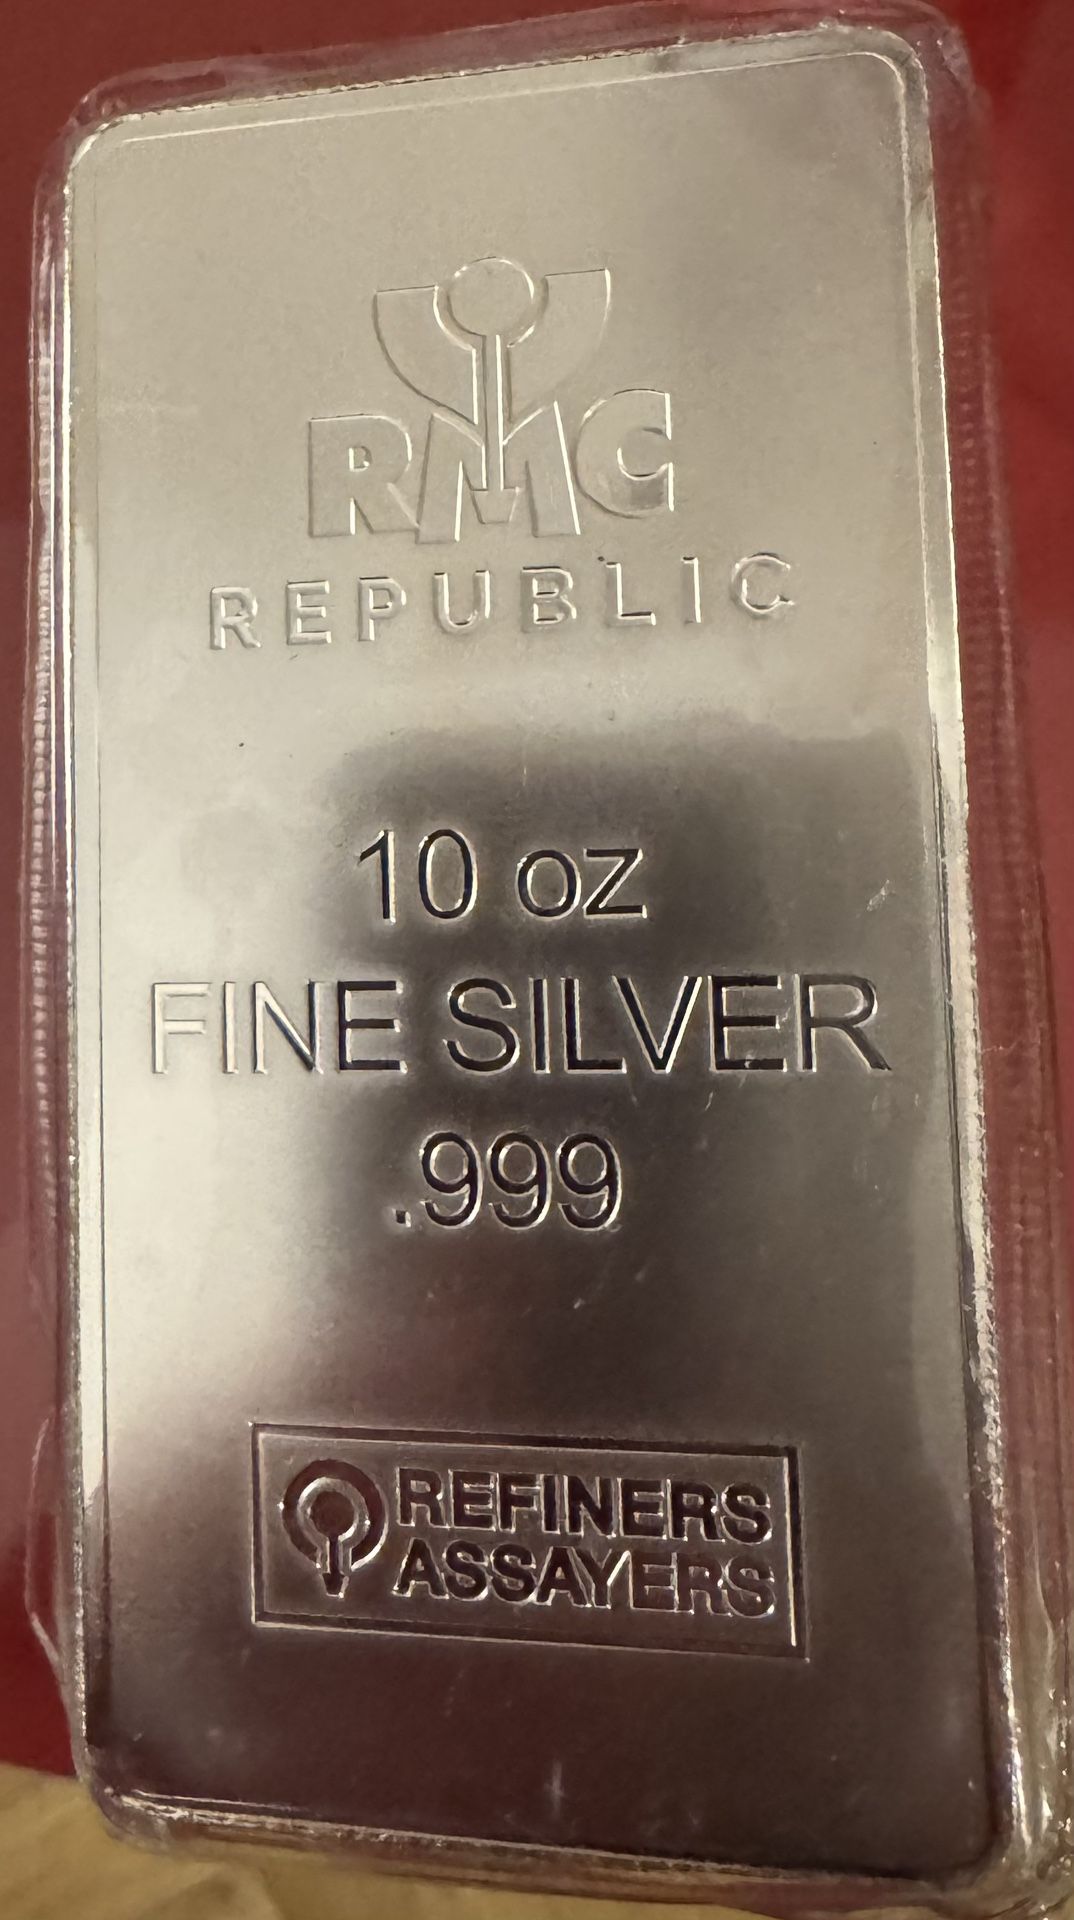 RMC
REPUBLIC
10 oz
FINE SILVER
.999
REFINERS
ASSAYERS